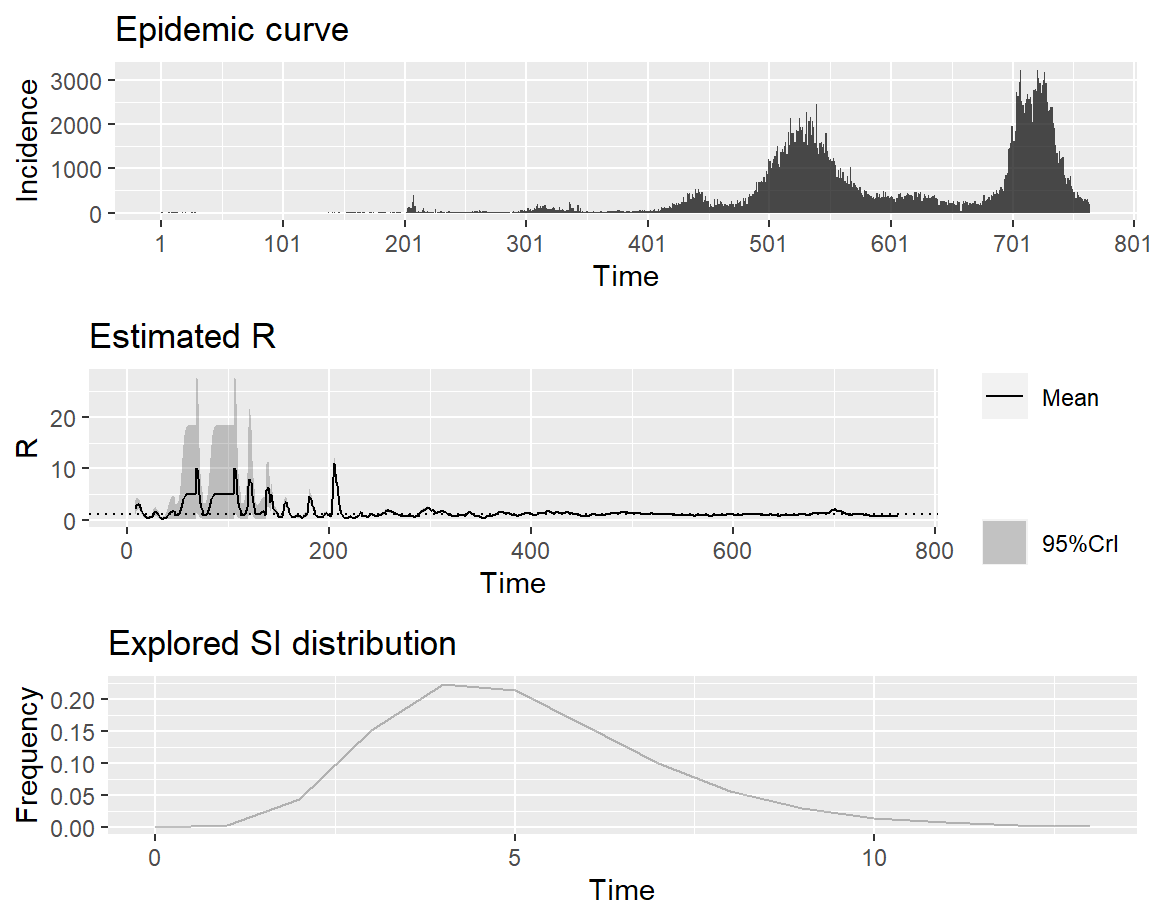 Epidemic curve
Incidence
3000
2000
1000
0
1 101 201 301 401 501 601 701 801
Time
Estimated R
R
20
10
0
0 200 400 600 800
Time
Mean
95%CrI
Explored SI distribution
Frequency
0.20
0.15
0.10
0.05
0.00
0 5 10
Time